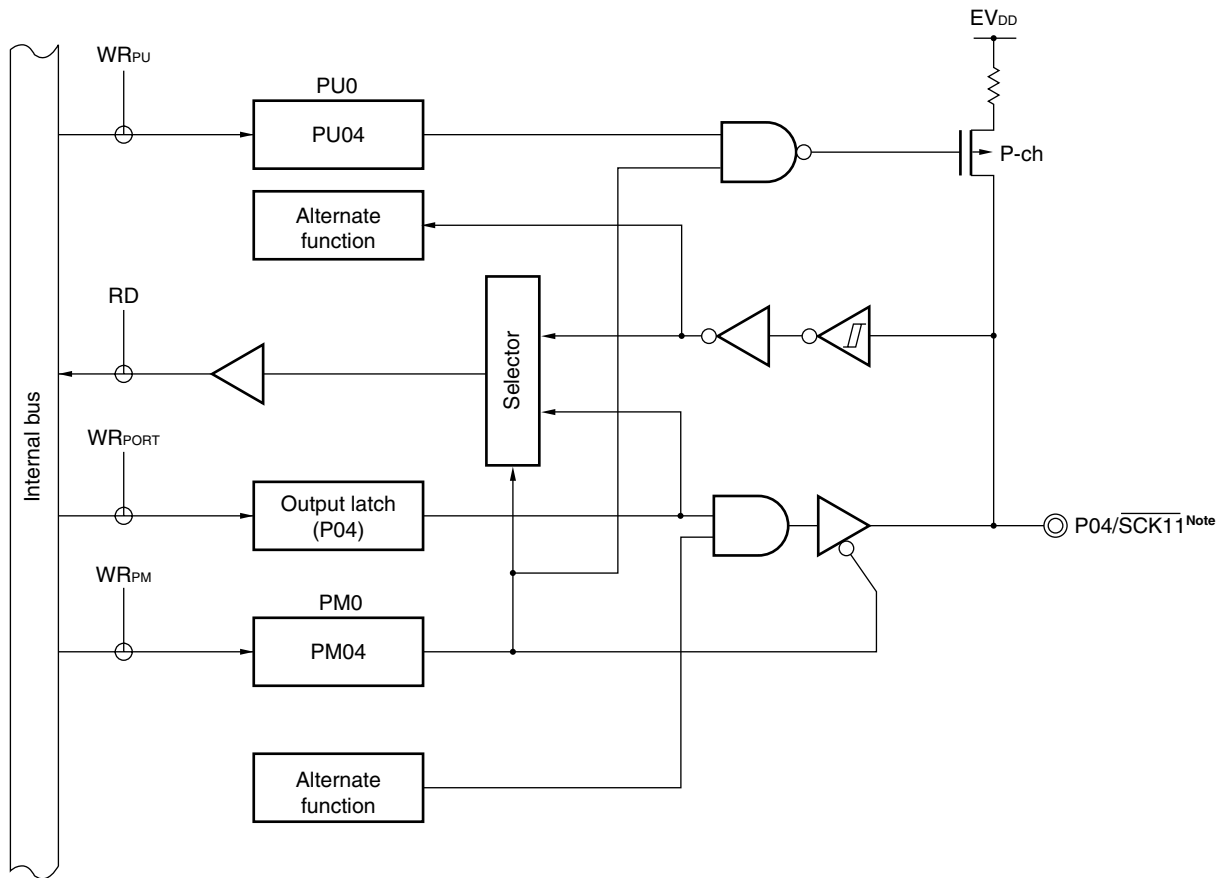 EVDD
WRPU
PU0
PU04
P-ch
Alternate
function
RD
Selector
Internal bus
WRPORT
Output latch
(P04)
P04/SCK11Note
WRPM
PM0
PM04
Alternate
function